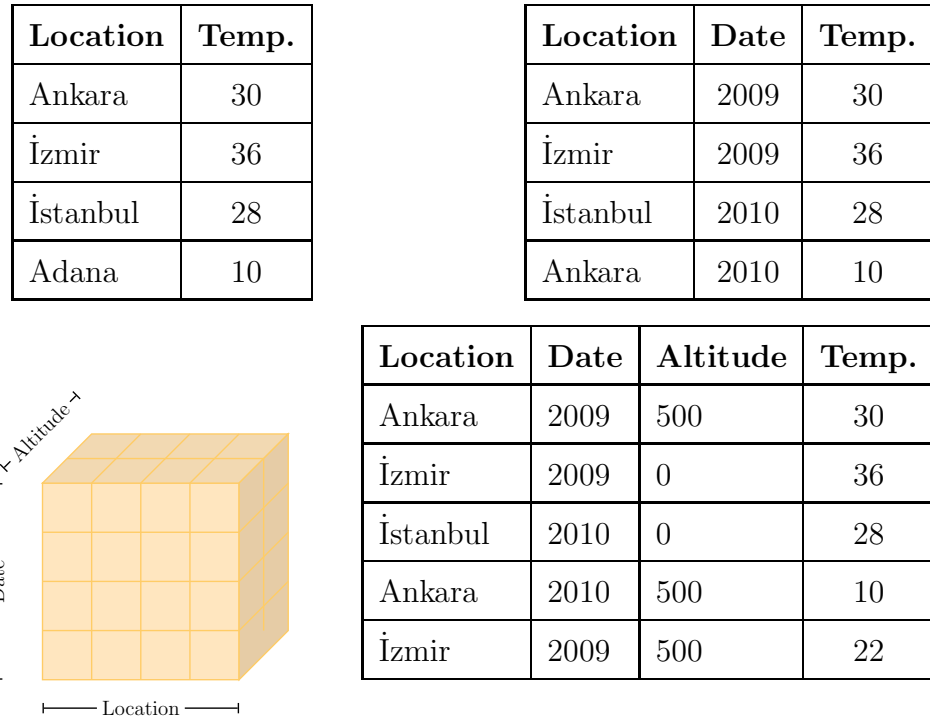 Location Temp.
Ankara 30
İzmir 36
İstanbul 28
Adana 10
Location Date Temp.
Ankara 2009 30
İzmir 2009 36
İstanbul 2010 28
Ankara 2010 10
Altitude
Date
Location
Location Date Altitude Temp.
Ankara 2009 500 30
İzmir 2009 0 36
İstanbul 2010 0 28
Ankara 2010 500 10
İzmir 2009 500 22